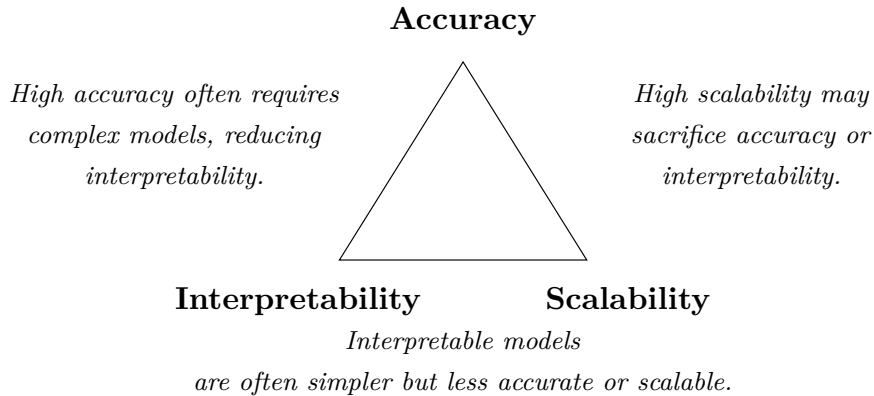 Accuracy
High accuracy often requires
complex models, reducing
interpretability.
High scalability may
sacrifice accuracy or
interpretability.
Interpretability
Scalability
Interpretable models
are often simpler but less accurate or scalable.